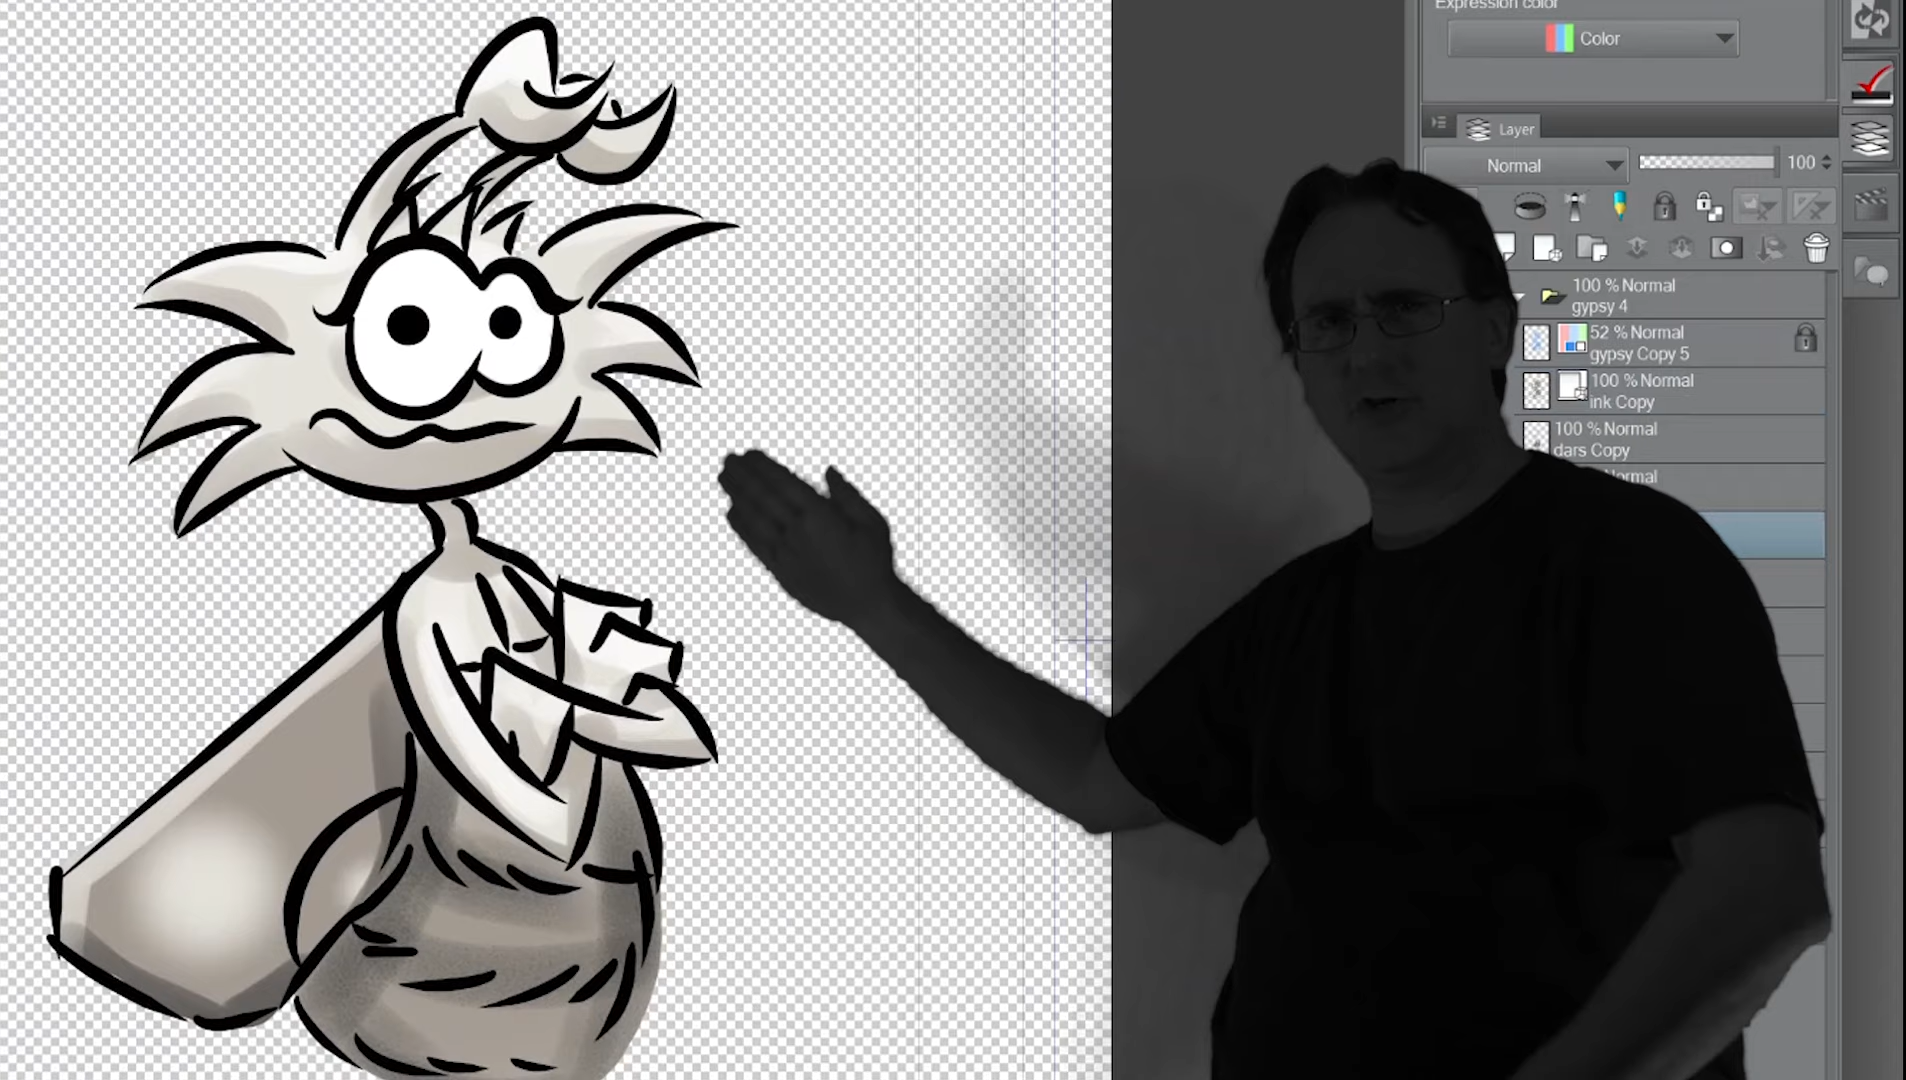 Expression color
Color
Layer
Normal
100
100 % Normal
gypsy 4
52 % Normal
gypsy Copy 5
100 % Normal
ink Copy
100 % Normal
dars Copy
Normal